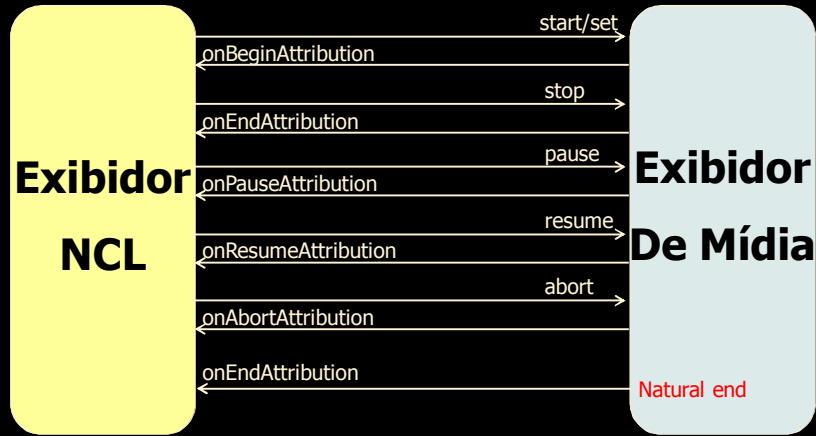 start/set
onBeginAttribution
stop
onEndAttribution
pause
Exibidor
NCL
onPauseAttribution
Exibidor
De Mídia
resume
onResumeAttribution
abort
onAbortAttribution
onEndAttribution
Natural end